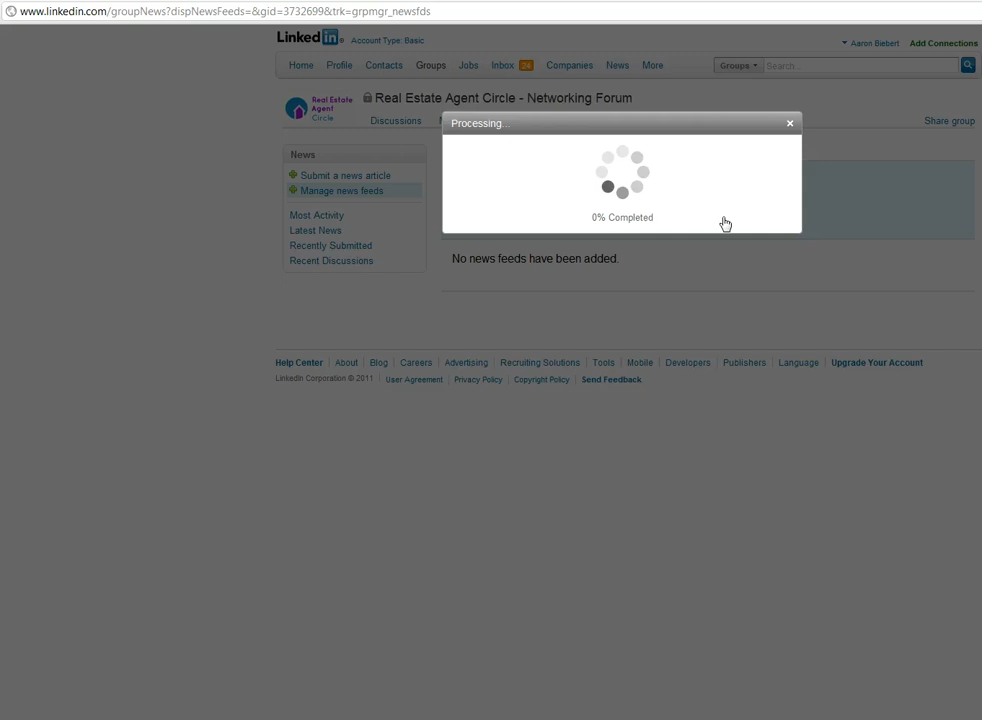 www.linkedin.com/groupNews?dispNewsFeeds=&gid=3732699&trk=grpmgr_newsfds
Linked in® Account Type: Basic
Aaron Biebert Add Connections
Home Profile Contacts Groups Jobs Inbox 24 Companies News More Groups Search...
Real Estate Agent Circle
Real Estate Agent Circle - Networking Forum
Discussions Share group
Processing...
0% Completed
News
Submit a news article
Manage news feeds
Most Activity
Latest News
Recently Submitted
Recent Discussions
No news feeds have been added.
Help Center About Blog Careers Advertising Recruiting Solutions Tools Mobile Developers Publishers Language Upgrade Your Account
LinkedIn Corporation © 2011 User Agreement Privacy Policy Copyright Policy Send Feedback